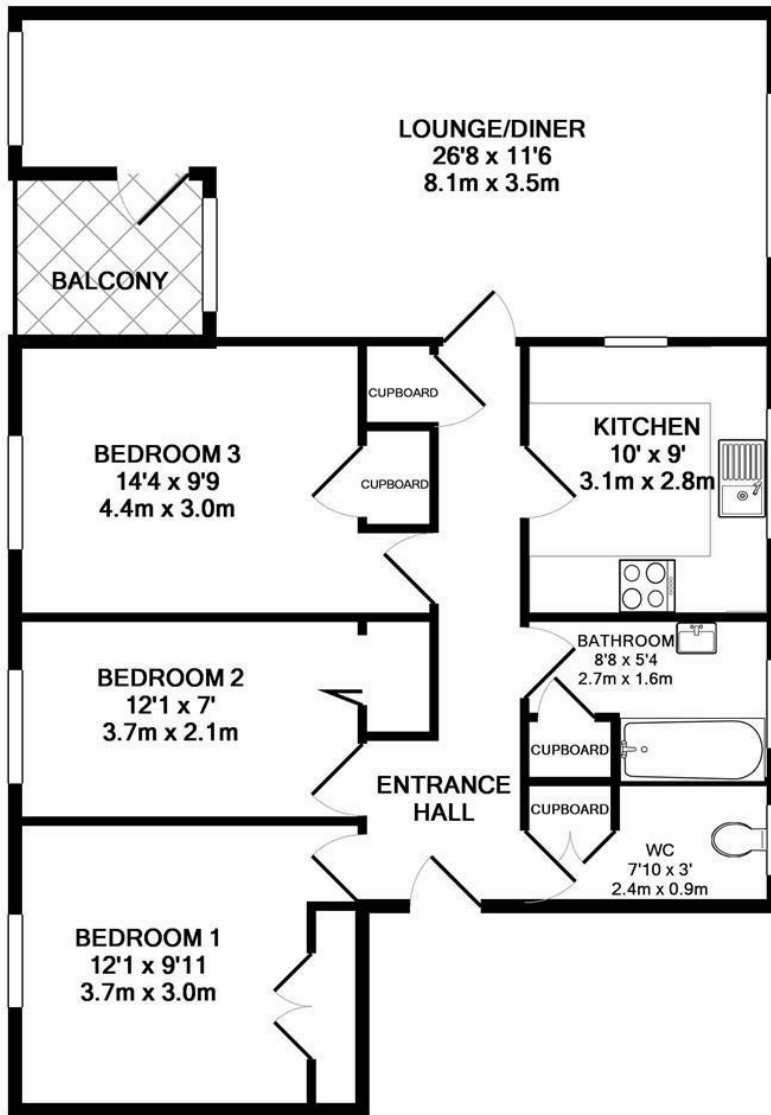 LOUNGE/DINER
26'8 x 11'6
8.1m x 3.5m
BALCONY
CUPBOARD
KITCHEN
10' x 9'
3.1m x 2.8m
BEDROOM 3
14'4 x 9'9
4.4m x 3.0m
CUPBOARD
BATHROOM
8'8 x 5'4
2.7m x 1.6m
BEDROOM 2
12'1 x 7'
3.7m x 2.1m
CUPBOARD
ENTRANCE
HALL
CUPBOARD
WC
7'10 x 3'
2.4m x 0.9m
BEDROOM 1
12'1 x 9'11
3.7m x 3.0m